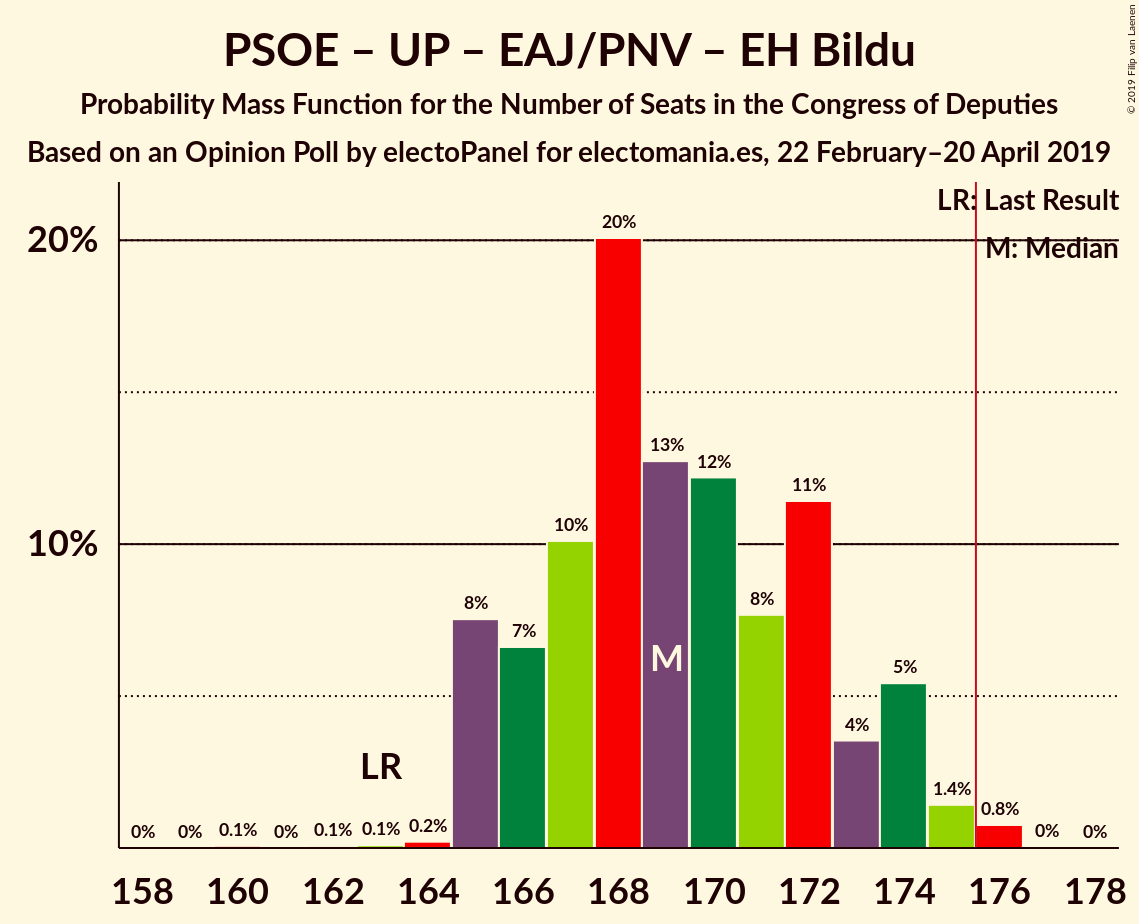 PSOE – UP – EAJ/PNV – EH Bildu
Probability Mass Function for the Number of Seats in the Congress of Deputies
Based on an Opinion Poll by electoPanel for electomania.es, 22 February–20 April 2019
© 2019 Filip van Laenen
LR: Last Result
M: Median
20%
10%
0%
0%
0.1%
0%
0.1%
0.1%
0.2%
8%
7%
10%
20%
13%
12%
8%
11%
4%
5%
1.4%
0.8%
0%
0%
LR
M
158 160 162 164 166 168 170 172 174 176 178